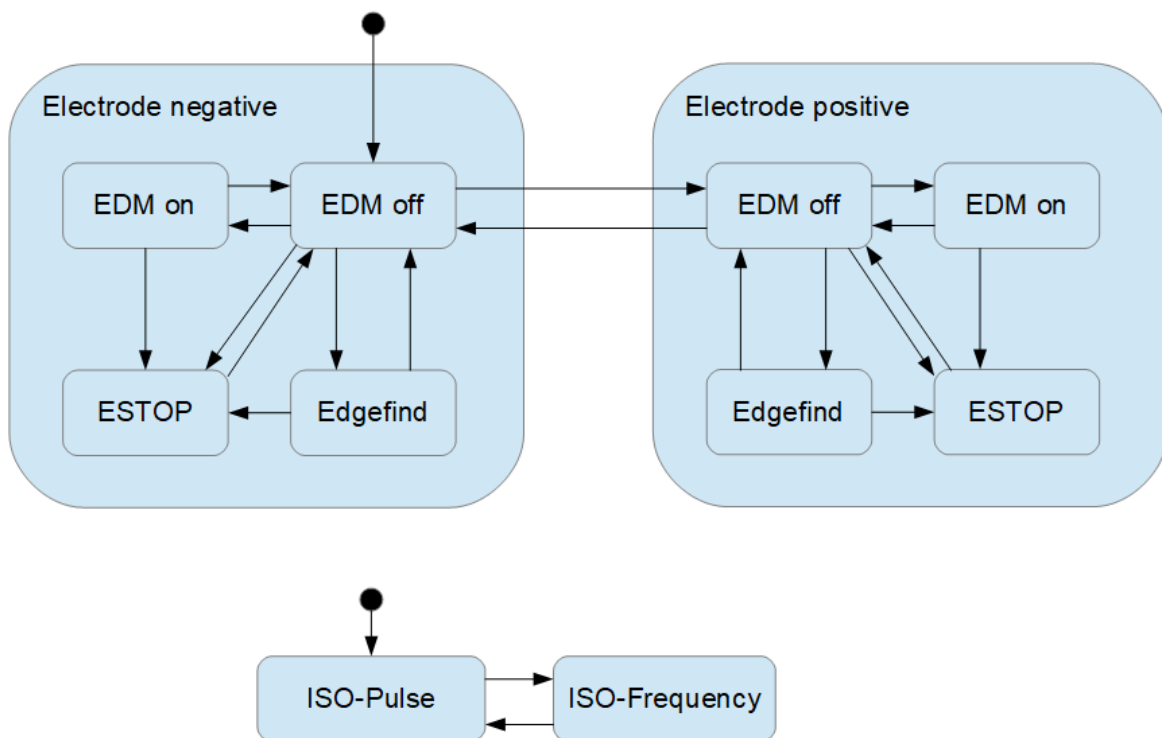 Electrode negative
EDM on
EDM off
ESTOP
Edgefind
Electrode positive
EDM off
EDM on
Edgefind
ESTOP
ISO-Pulse
ISO-Frequency